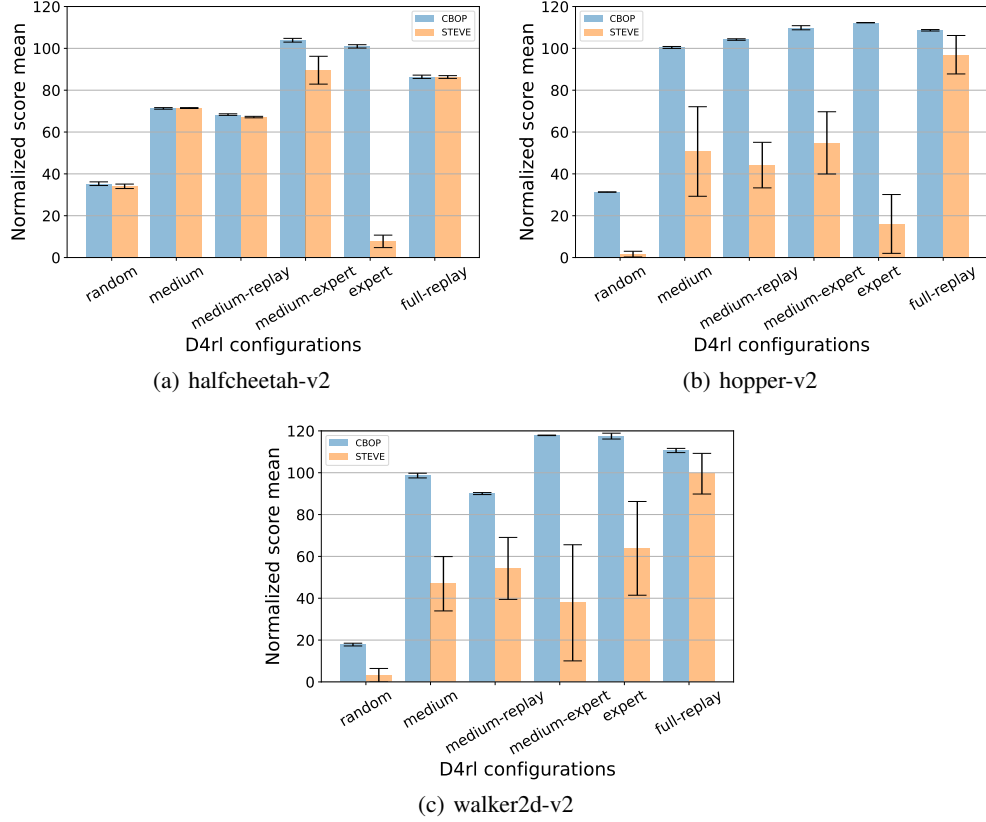 Normalized score mean
120
100
80
60
40
20
0
CBOP
STEVE
random
medium
medium-replay
medium-expert
expert
full-replay
D4rl configurations
(a) halfcheetah-v2
Normalized score mean
120
100
80
60
40
20
0
CBOP
STEVE
random
medium
medium-replay
medium-expert
expert
full-replay
D4rl configurations
(b) hopper-v2
Normalized score mean
120
100
80
60
40
20
0
CBOP
STEVE
random
medium
medium-replay
medium-expert
expert
full-replay
D4rl configurations
(c) walker2d-v2